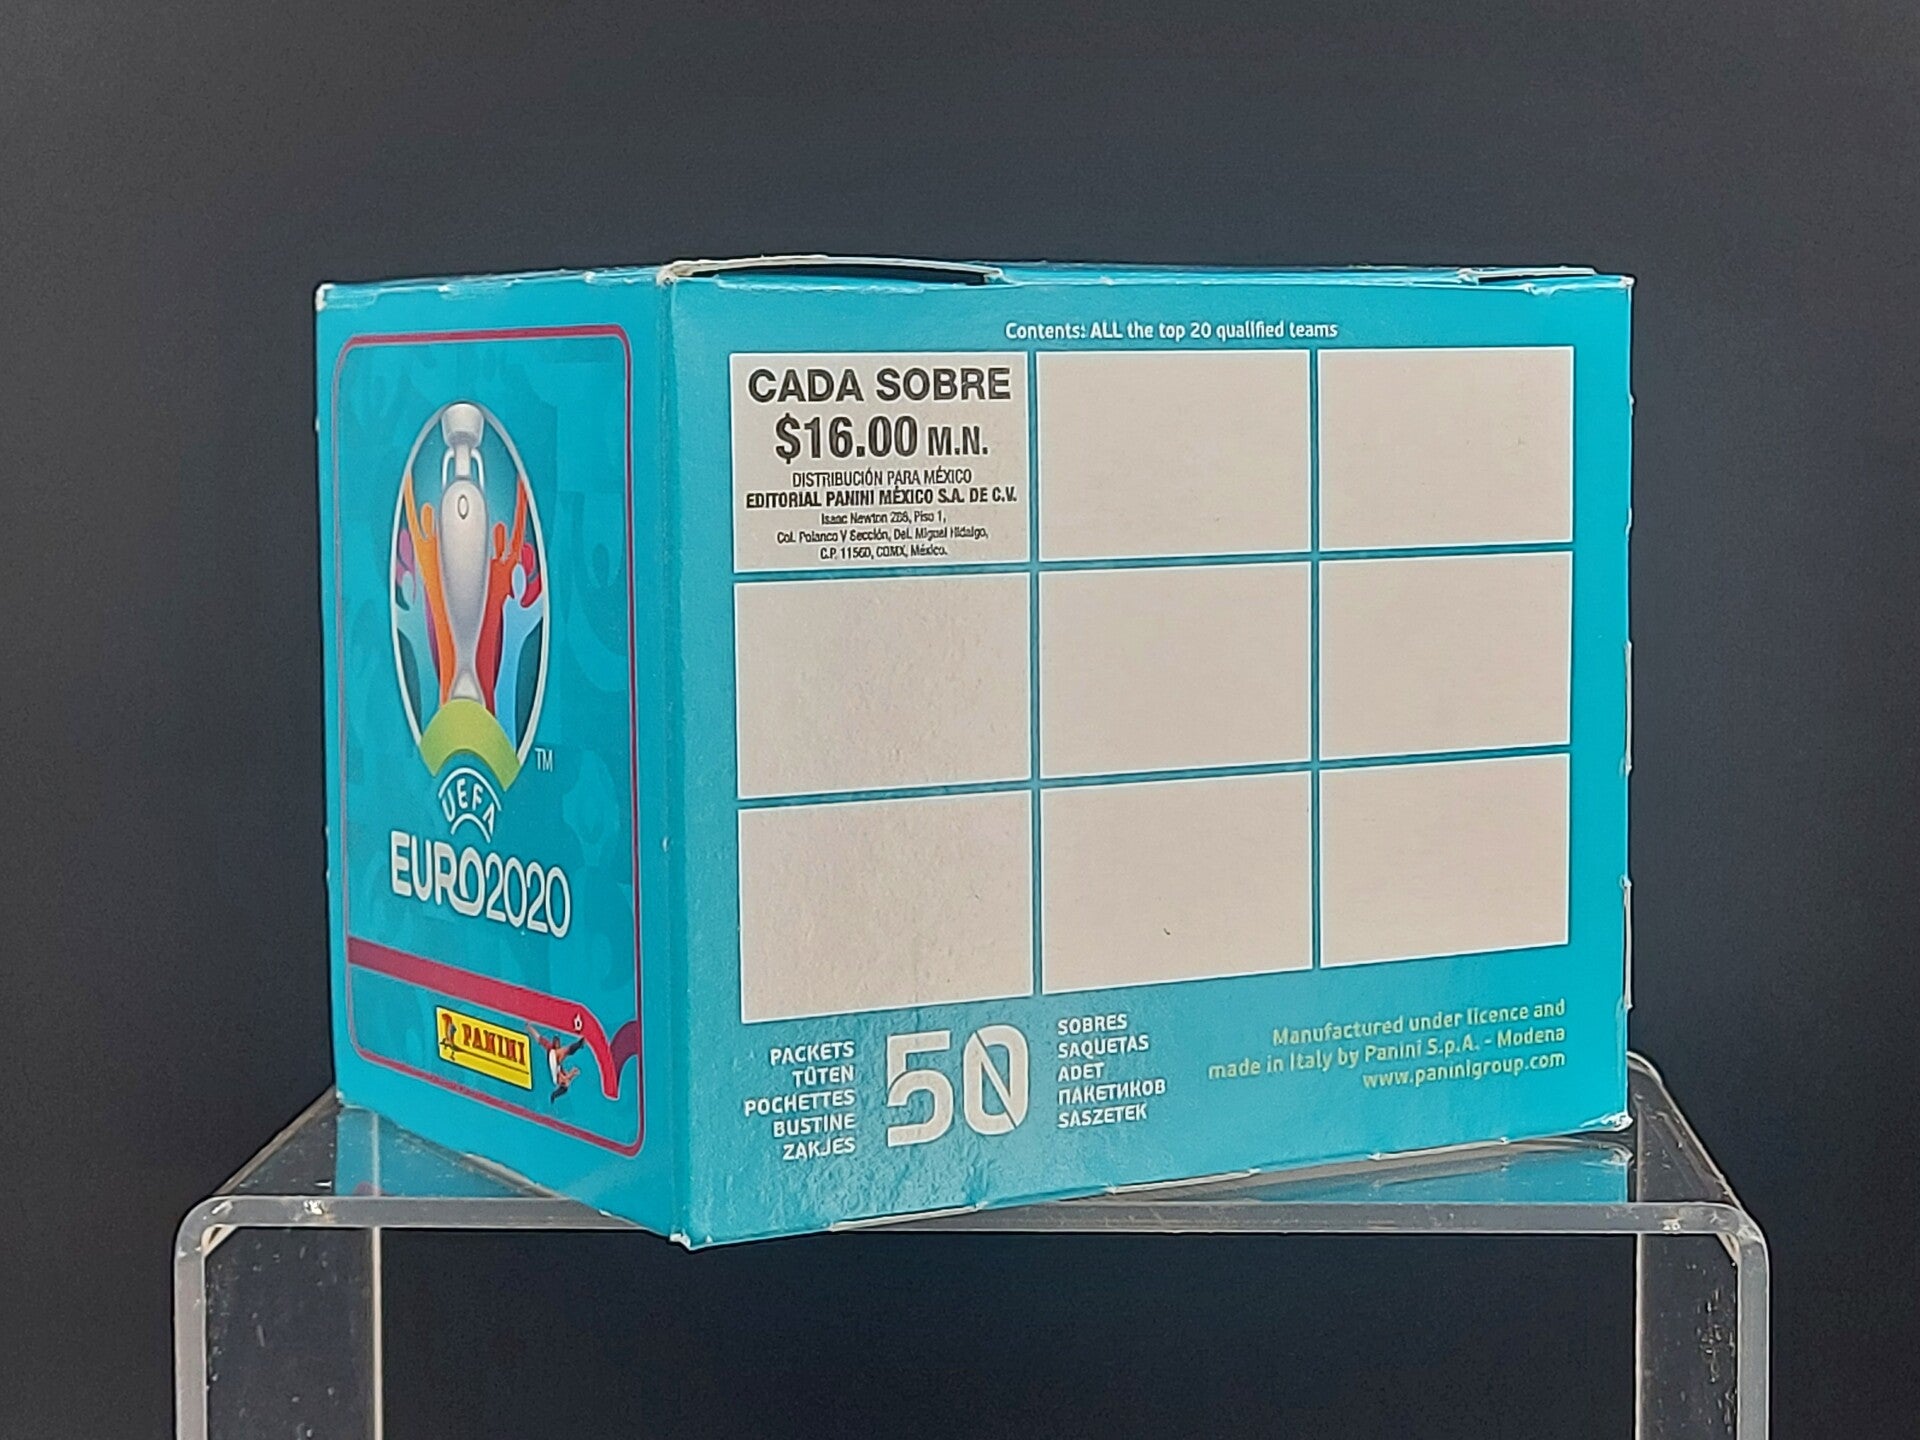 TM
UEFA
EURO2020
PANINI
Contents: ALL the top 20 qualified teams
CADA SOBRE
$16.00 M.N.
DISTRIBUCIÓN PARA MÉXICO
EDITORIAL PANINI MÉXICO S.A. DE C.V.
Isaac Newton 286, Piso 1,
Col. Polanco V Sección, Del. Miguel Hidalgo,
C.P. 11560, CDMX, México.
PACKETS
TÜTEN
POCHETTES
BUSTINE
ZAKJES
50
SOBRES
SAQUETAS
ADET
ПАКЕТИКОВ
SASZETEK
Manufactured under licence and
made in Italy by Panini S.p.A. - Modena
www.paninigroup.com